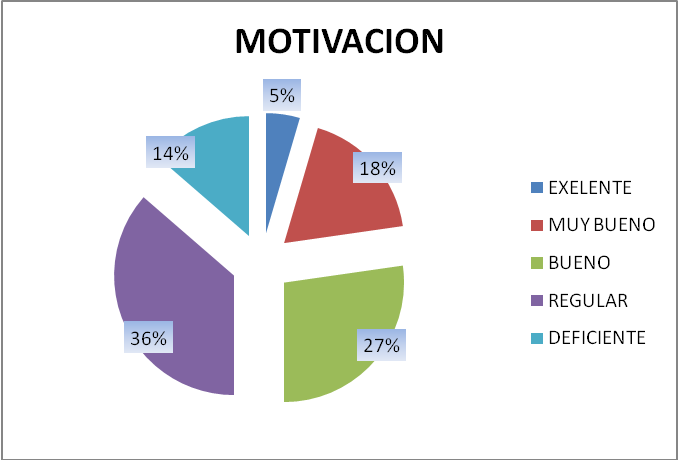 MOTIVACION
5%
18%
27%
36%
14%
EXELENTE
MUY BUENO
BUENO
REGULAR
DEFICIENTE